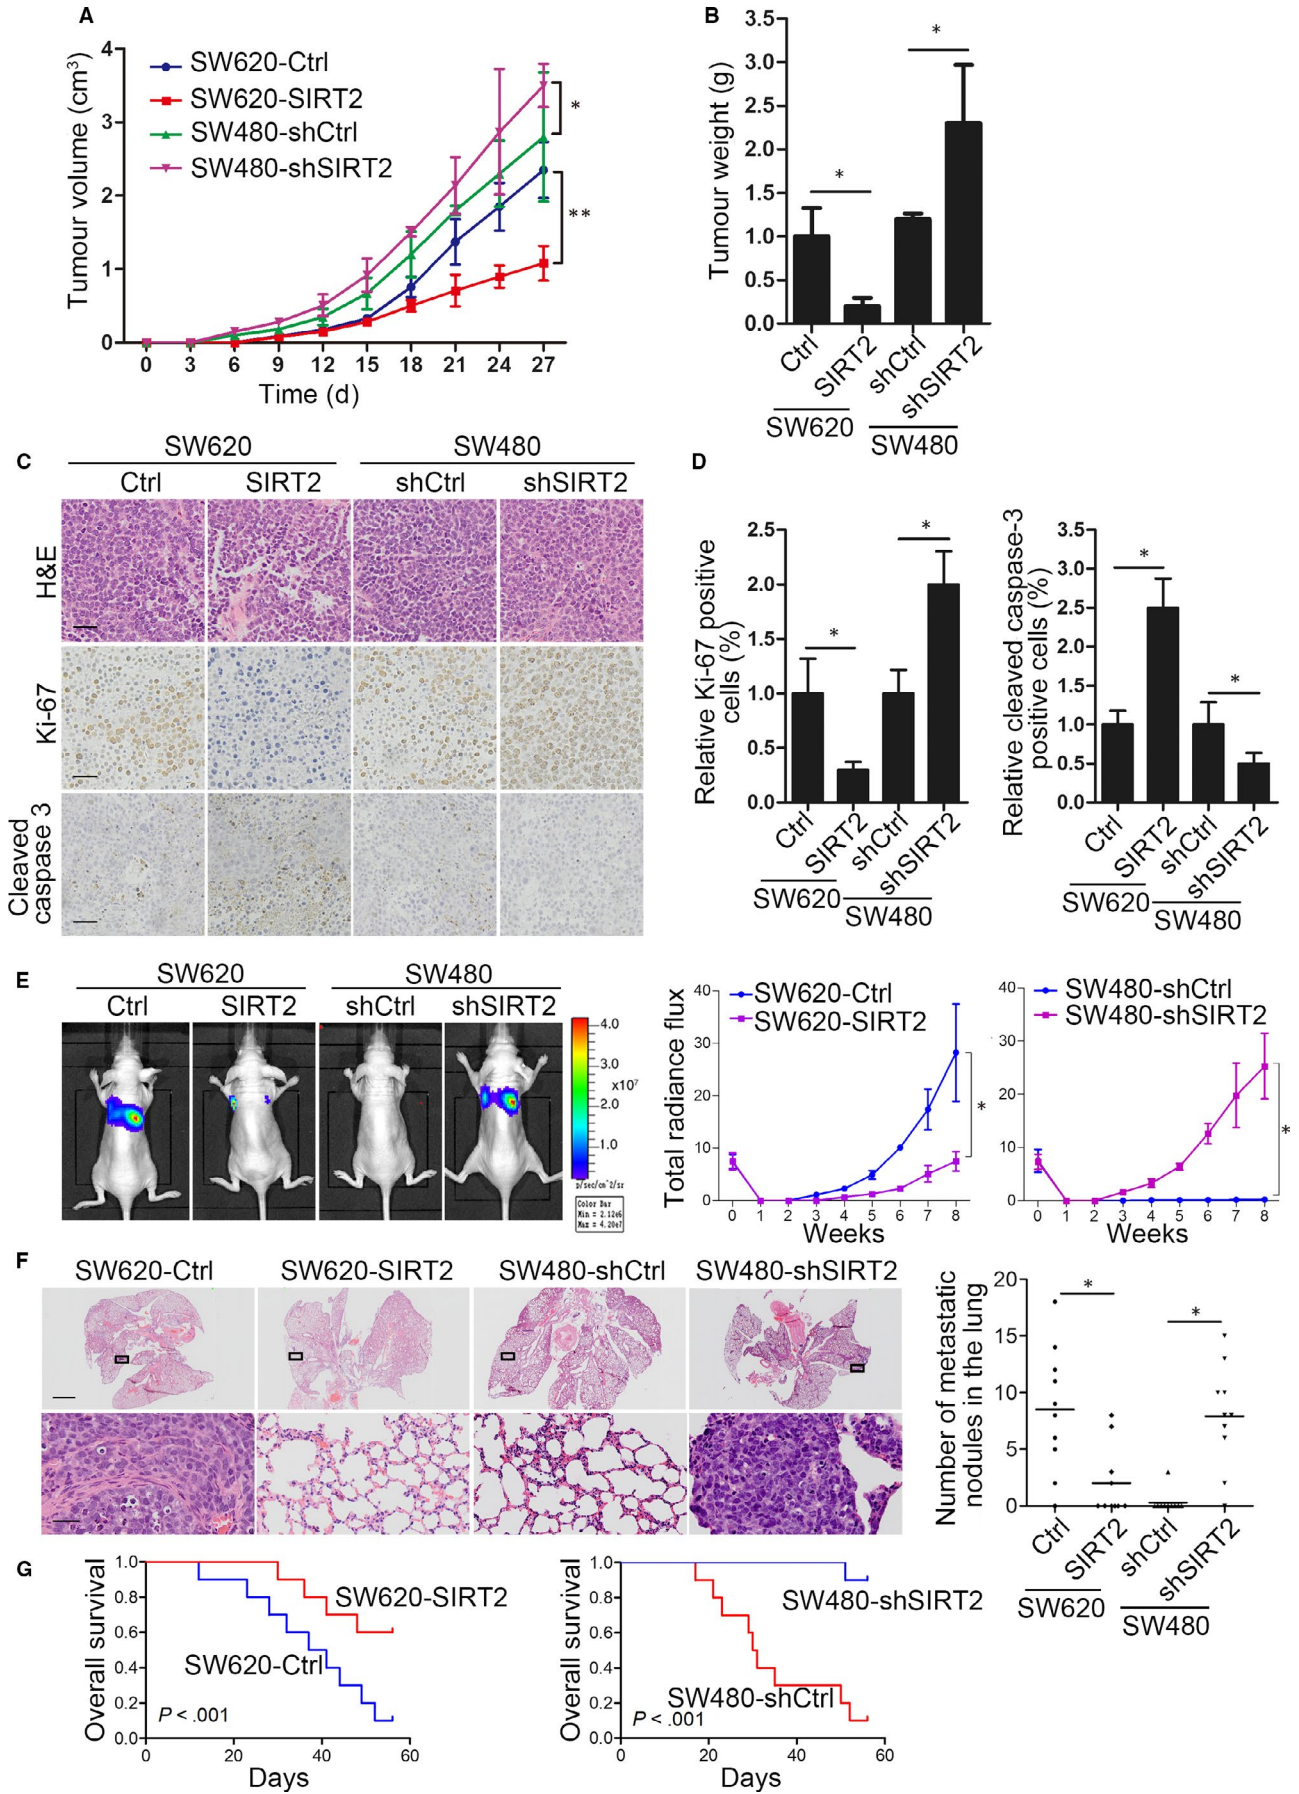 A
Tumour volume (cm³)
4
3
2
1
0
SW620-Ctrl
SW620-SIRT2
SW480-shCtrl
SW480-shSIRT2
*
**
0 3 6 9 12 15 18 21 24 27
Time (d)
B
Tumour weight (g)
3.5
3.0
2.5
2.0
1.5
1.0
0.5
0.0
*
*
Ctrl SIRT2 shCtrl shSIRT2
SW620 SW480
C
SW620 SW480
Ctrl SIRT2 shCtrl shSIRT2
H&E
Ki-67
Cleaved
caspase 3
D
Relative Ki-67 positive
cells (%)
2.5
2.0
1.5
1.0
0.5
0.0
*
*
Ctrl SIRT2 shCtrl shSIRT2
SW620 SW480
Relative cleaved caspase-3
positive cells (%)
3.5
3.0
2.5
2.0
1.5
1.0
0.5
0.0
*
*
Ctrl SIRT2 shCtrl shSIRT2
SW620 SW480
E
SW620 SW480
Ctrl SIRT2 shCtrl shSIRT2
4.0
3.0
x10⁷
2.0
1.0
p/sec/cm^2/sr
Color Bar
Min = 2.12e6
Max = 4.20e7
Total radiance flux
40
30
20
10
0
SW620-Ctrl
SW620-SIRT2
*
0 1 2 3 4 5 6 7 8
Weeks
40
30
20
10
0
SW480-shCtrl
SW480-shSIRT2
*
0 1 2 3 4 5 6 7 8
Weeks
F
SW620-Ctrl SW620-SIRT2 SW480-shCtrl SW480-shSIRT2
Number of metastatic
nodules in the lung
20
15
10
5
0
*
*
Ctrl SIRT2 shCtrl shSIRT2
SW620 SW480
G
Overall survival
1.0
0.8
0.6
0.4
0.2
0.0
SW620-SIRT2
SW620-Ctrl
P < .001
0 20 40 60
Days
Overall survival
1.0
0.8
0.6
0.4
0.2
0.0
SW480-shSIRT2
SW480-shCtrl
P < .001
0 20 40 60
Days